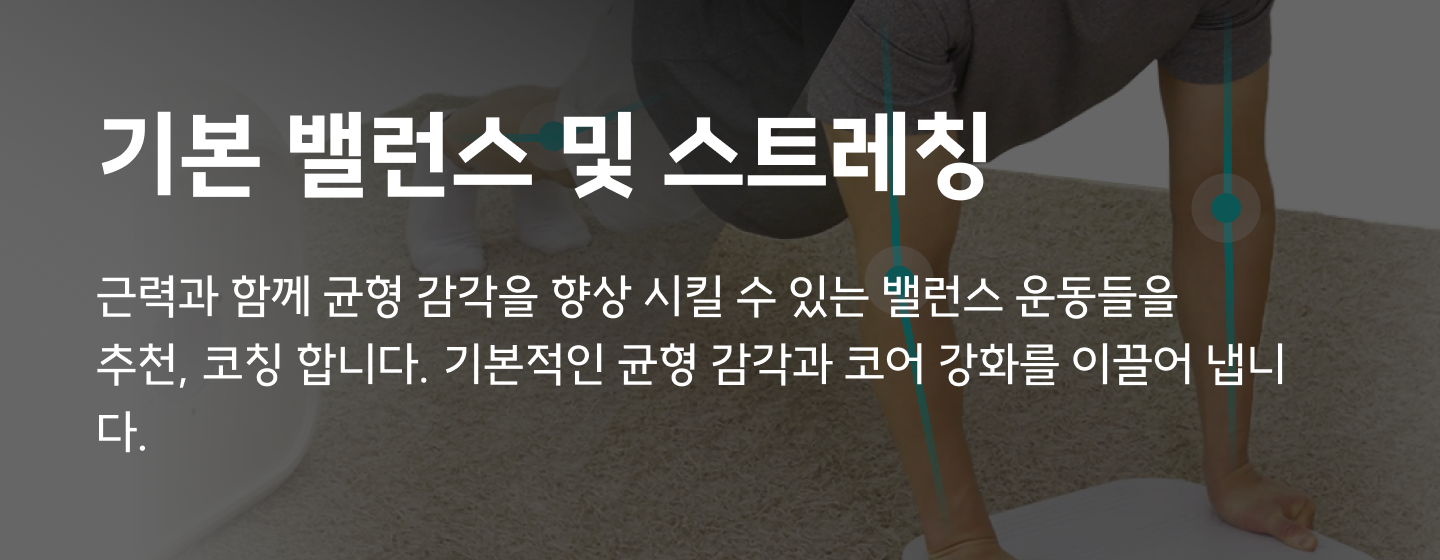 기본 밸런스 및 스트레칭
근력과 함께 균형 감각을 향상 시킬 수 있는 밸런스 운동들을
추천, 코칭 합니다. 기본적인 균형 감각과 코어 강화를 이끌어 냅니
다.